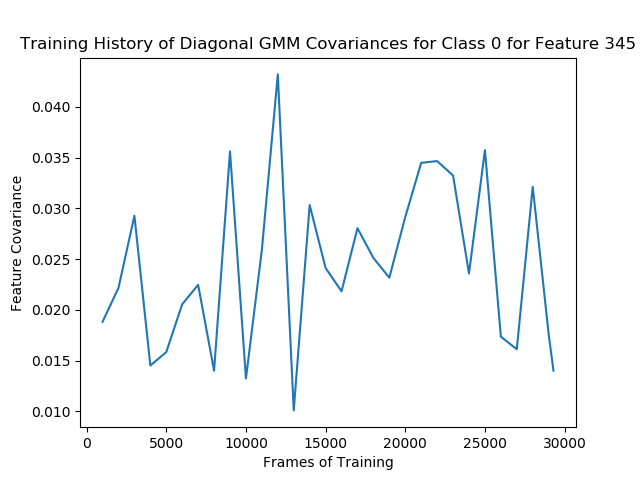 Training History of Diagonal GMM Covariances for Class 0 for Feature 345
0.040
0.035
0.030
0.025
0.020
0.015
0.010
Feature Covariance
0 5000 10000 15000 20000 25000 30000
Frames of Training